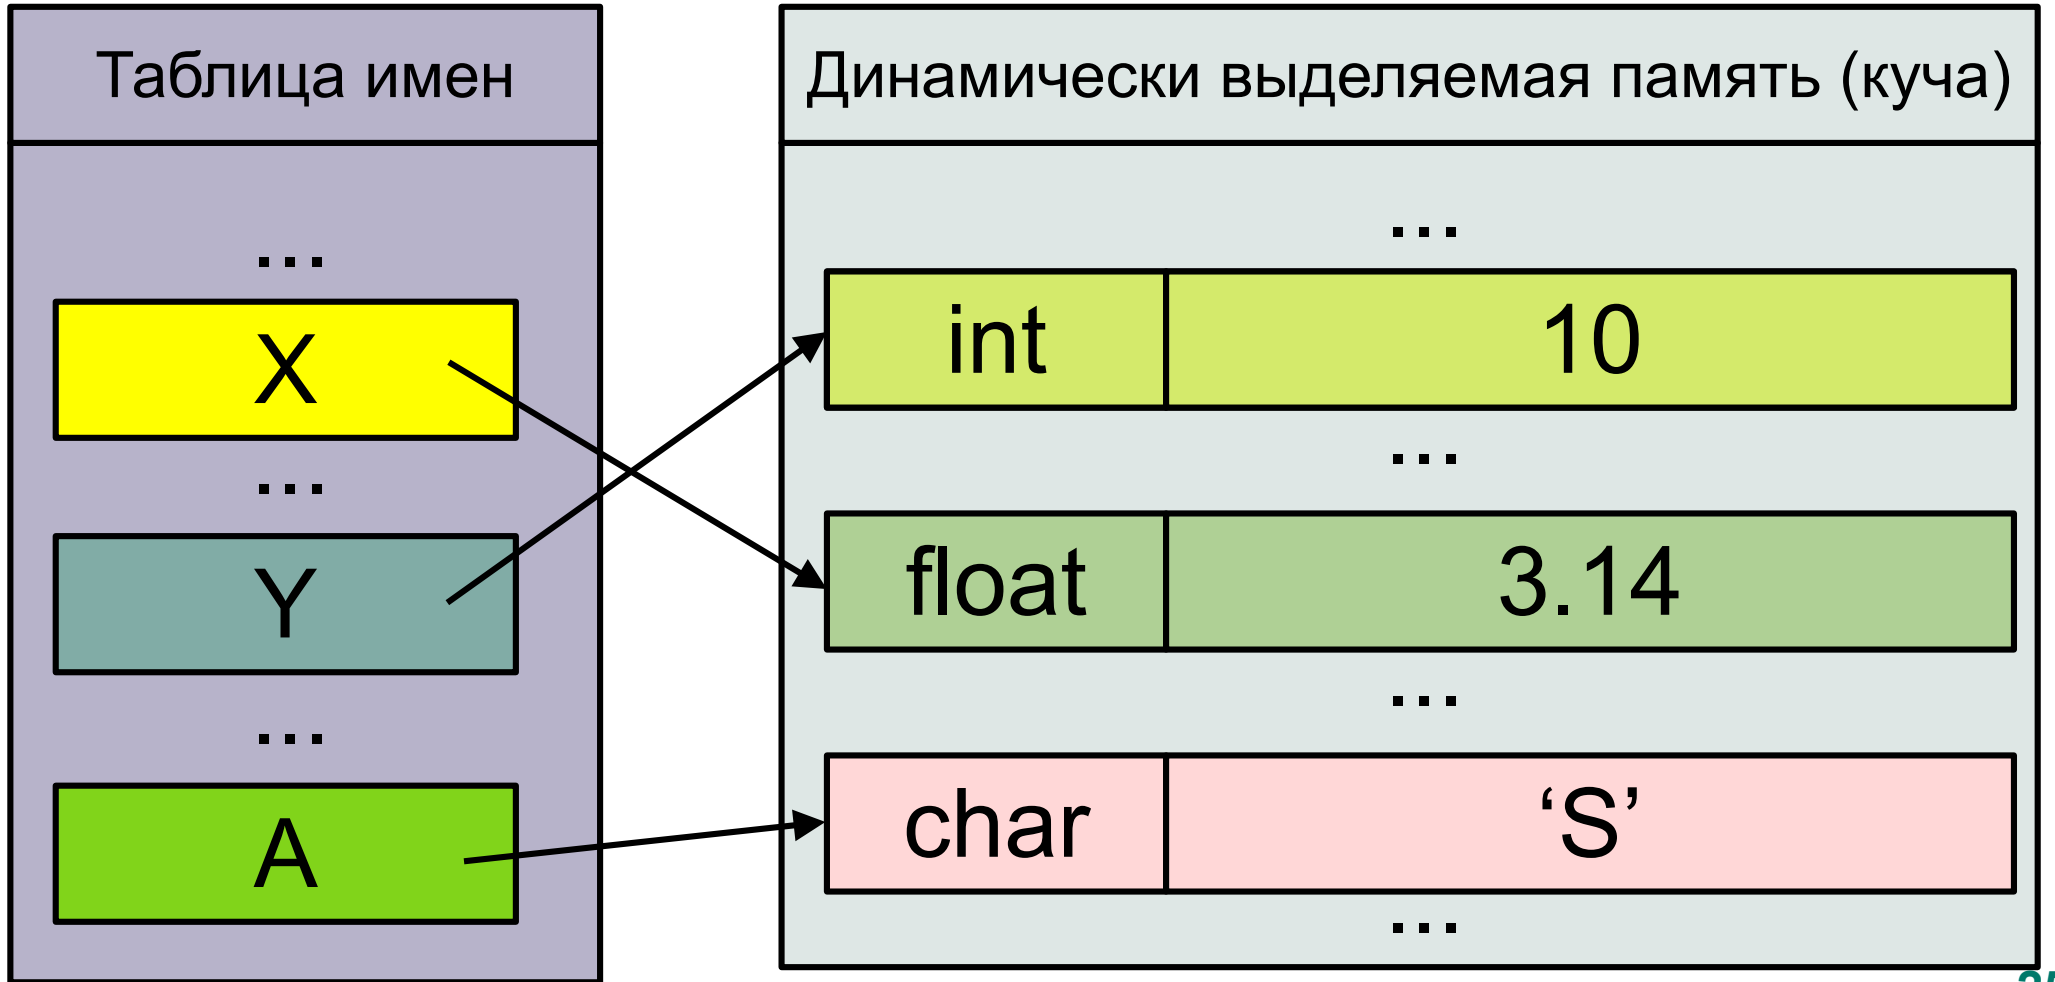 Таблица имен
...
X
...
Y
...
A
Динамически выделяемая память (куча)
...
int 10
...
float 3.14
...
char ‘S’
...